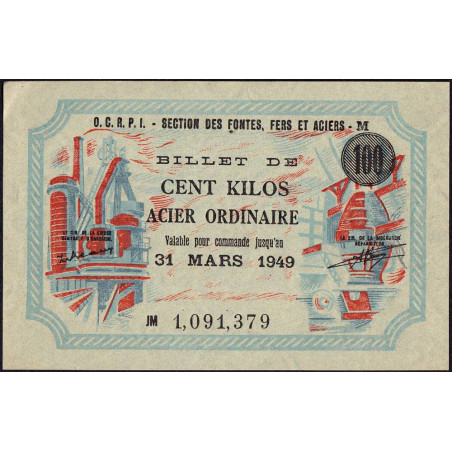 O. C. R. P. I. - SECTION DES FONTES, FERS ET ACIERS - M
BILLET DE
100
CENT KILOS
ACIER ORDINAIRE
Valable pour commande jusqu'au
31 MARS 1949
JM 1,091,379